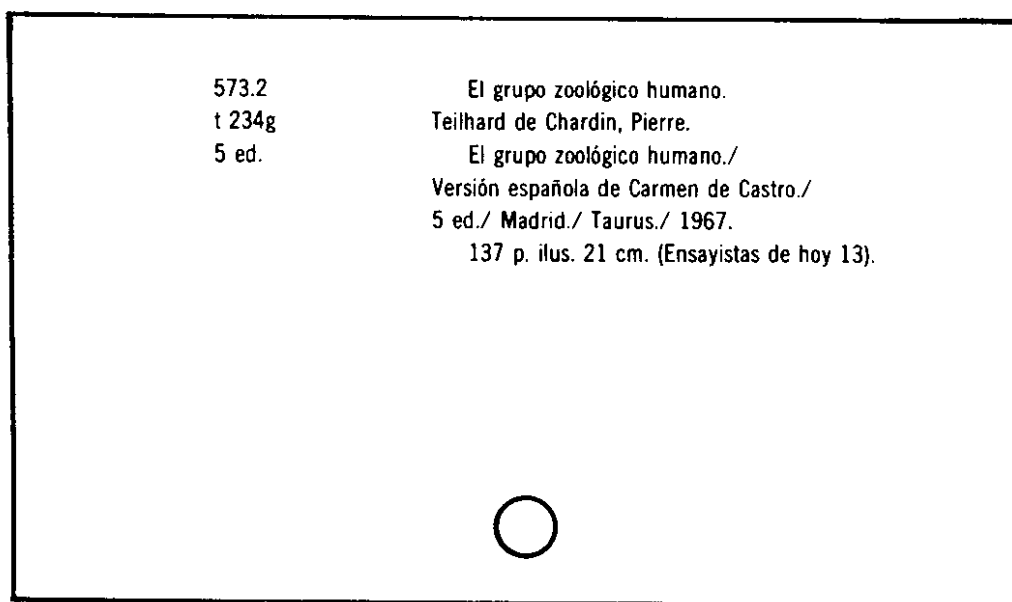 573.2 El grupo zoológico humano.
t 234g Teilhard de Chardin, Pierre.
5 ed. El grupo zoológico humano./
Versión española de Carmen de Castro./
5 ed./ Madrid./ Taurus./ 1967.
137 p. ilus. 21 cm. (Ensayistas de hoy 13).